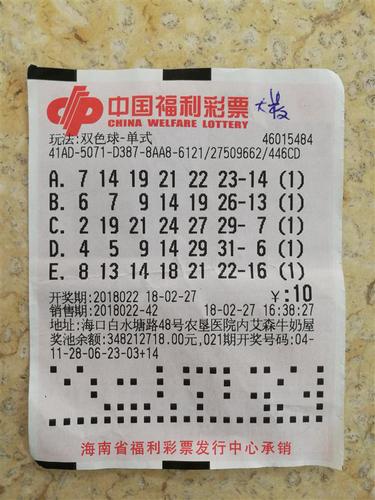 中国福利彩票
CHINA WELFARE LOTTERY
玩法:双色球-单式 46015484
41AD-5071-D387-8AA8-6121/27509662/446CD
A. 7 14 19 21 22 23-14 (1)
B. 6 7 9 14 19 26-13 (1)
C. 2 19 21 24 27 29- 7 (1)
D. 4 5 9 14 29 31- 6 (1)
E. 8 13 14 18 21 22-16 (1)
开奖期:2018022 18-02-27 ¥:10
销售期:2018022-42 18-02-27 16:38:27
地址:海口白水塘路48号农垦医院内艾森牛奶屋
奖池余额:348212718.00元,021期开奖号码:04-
11-28-06-23-03+14
海南省福利彩票发行中心承销